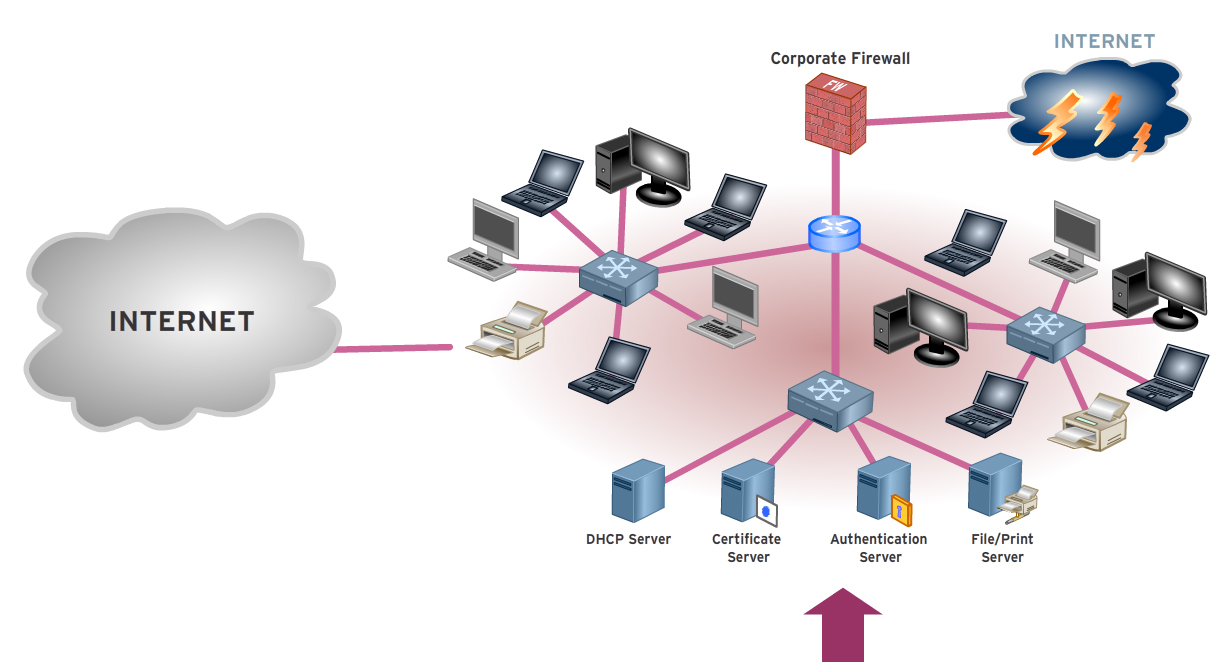 INTERNET
Corporate Firewall
FW
INTERNET
DHCP Server
Certificate
Server
Authentication
Server
File/Print
Server